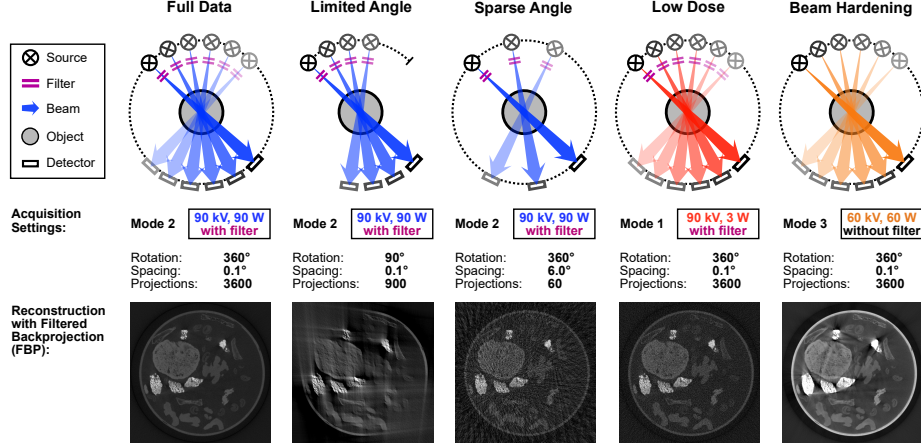 Full Data
Limited Angle
Sparse Angle
Low Dose
Beam Hardening
Source
Filter
Beam
Object
Detector
Acquisition
Settings:
Mode 2
90 kV, 90 W
with filter
Mode 2
90 kV, 90 W
with filter
Mode 2
90 kV, 90 W
with filter
Mode 1
90 kV, 3 W
with filter
Mode 3
60 kV, 60 W
without filter
Rotation: 360°
Spacing: 0.1°
Projections: 3600
Rotation: 90°
Spacing: 0.1°
Projections: 900
Rotation: 360°
Spacing: 6.0°
Projections: 60
Rotation: 360°
Spacing: 0.1°
Projections: 3600
Rotation: 360°
Spacing: 0.1°
Projections: 3600
Reconstruction
with Filtered
Backprojection
(FBP):